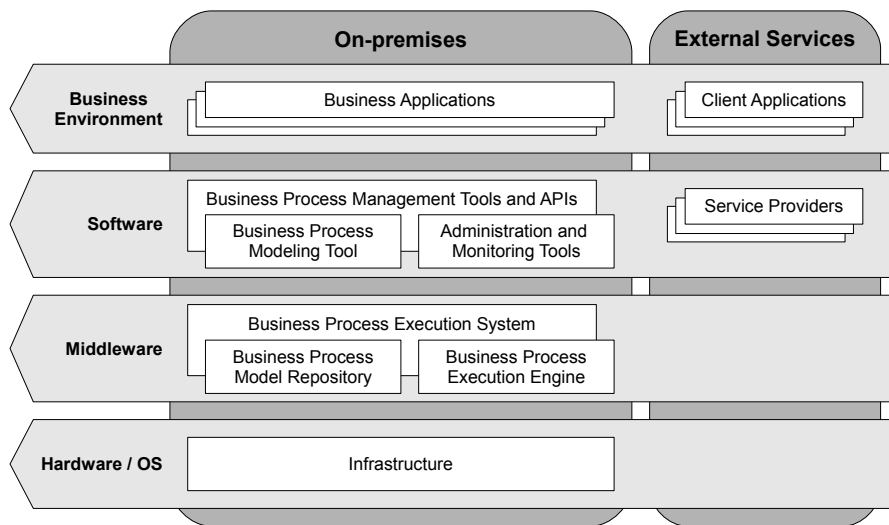 On-premises
External Services
Business
Environment
Business Applications
Client Applications
Software
Business Process Management Tools and APIs
Business Process
Modeling Tool
Administration and
Monitoring Tools
Service Providers
Middleware
Business Process Execution System
Business Process
Model Repository
Business Process
Execution Engine
Hardware / OS
Infrastructure